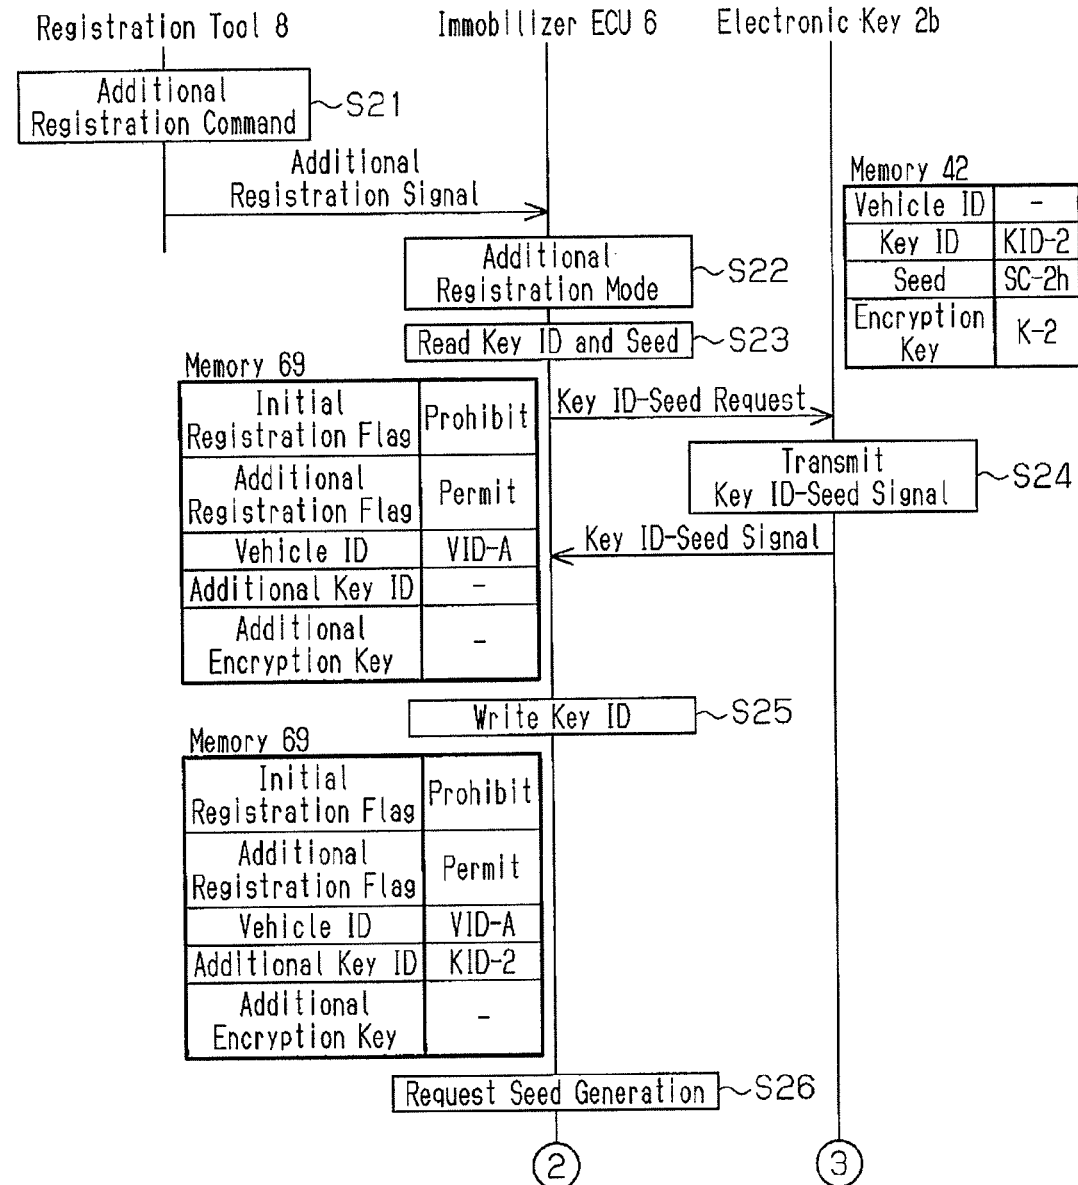 Registration Tool 8
Immobilizer ECU 6
Electronic Key 2b
Additional
Registration Command
S21
Additional
Registration Signal
Memory 42
Vehicle ID
-
Key ID
KID-2
Seed
SC-2h
Encryption
Key
K-2
Additional
Registration Mode
S22
Read Key ID and Seed
S23
Memory 69
Initial
Registration Flag
Prohibit
Additional
Registration Flag
Permit
Vehicle ID
VID-A
Additional Key ID
-
Additional
Encryption Key
-
Key ID-Seed Request
Transmit
Key ID-Seed Signal
S24
Key ID-Seed Signal
Write Key ID
S25
Memory 69
Initial
Registration Flag
Prohibit
Additional
Registration Flag
Permit
Vehicle ID
VID-A
Additional Key ID
KID-2
Additional
Encryption Key
-
Request Seed Generation
S26
2
3